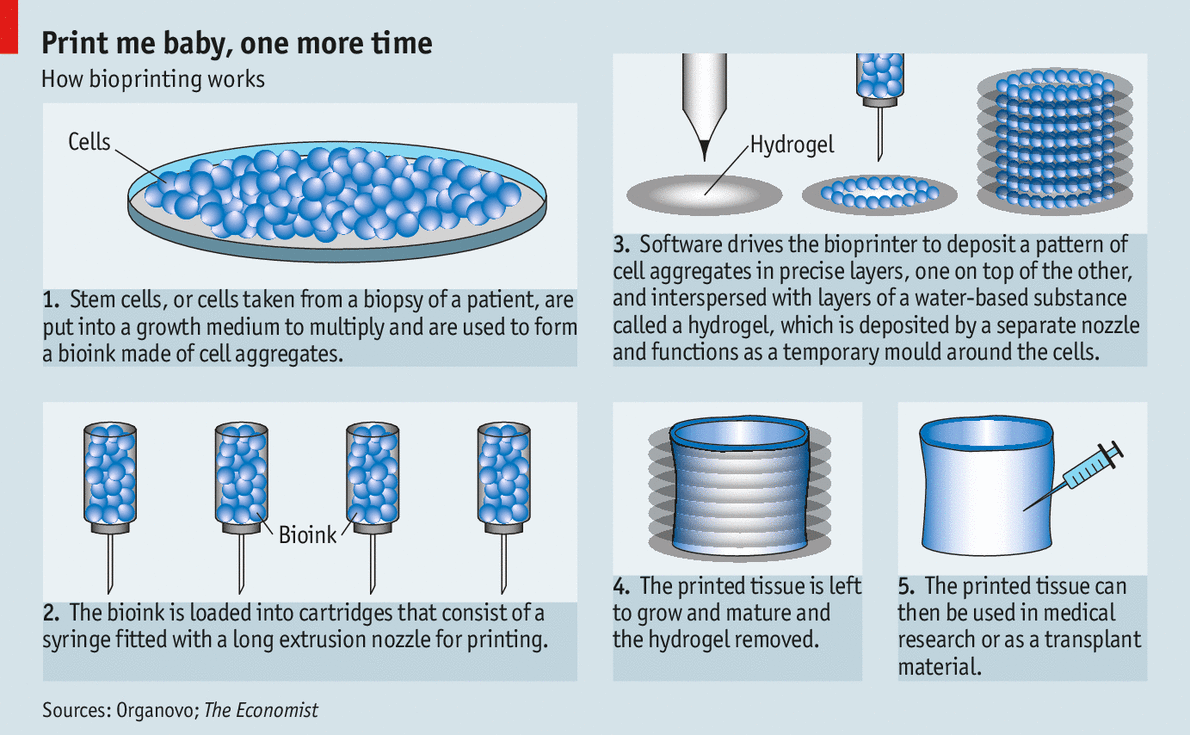 Print me baby, one more time
How bioprinting works
Cells
1. Stem cells, or cells taken from a biopsy of a patient, are
put into a growth medium to multiply and are used to form
a bioink made of cell aggregates.
Bioink
2. The bioink is loaded into cartridges that consist of a
syringe fitted with a long extrusion nozzle for printing.
Hydrogel
3. Software drives the bioprinter to deposit a pattern of
cell aggregates in precise layers, one on top of the other,
and interspersed with layers of a water-based substance
called a hydrogel, which is deposited by a separate nozzle
and functions as a temporary mould around the cells.
4. The printed tissue is left
to grow and mature and
the hydrogel removed.
5. The printed tissue can
then be used in medical
research or as a transplant
material.
Sources: Organovo; The Economist